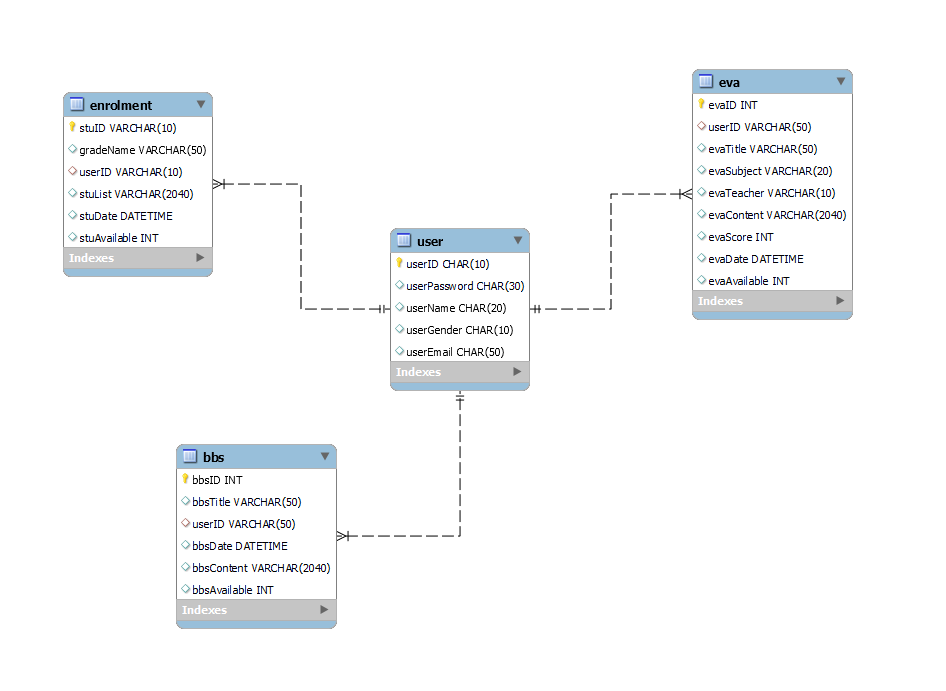 enrolment
stuID VARCHAR(10)
gradeName VARCHAR(50)
userID VARCHAR(10)
stuList VARCHAR(2040)
stuDate DATETIME
stuAvailable INT
Indexes
eva
evaID INT
userID VARCHAR(50)
evaTitle VARCHAR(50)
evaSubject VARCHAR(20)
evaTeacher VARCHAR(10)
evaContent VARCHAR(2040)
evaScore INT
evaDate DATETIME
evaAvailable INT
Indexes
user
userID CHAR(10)
userPassword CHAR(30)
userName CHAR(20)
userGender CHAR(10)
userEmail CHAR(50)
Indexes
bbs
bbsID INT
bbsTitle VARCHAR(50)
userID VARCHAR(50)
bbsDate DATETIME
bbsContent VARCHAR(2040)
bbsAvailable INT
Indexes